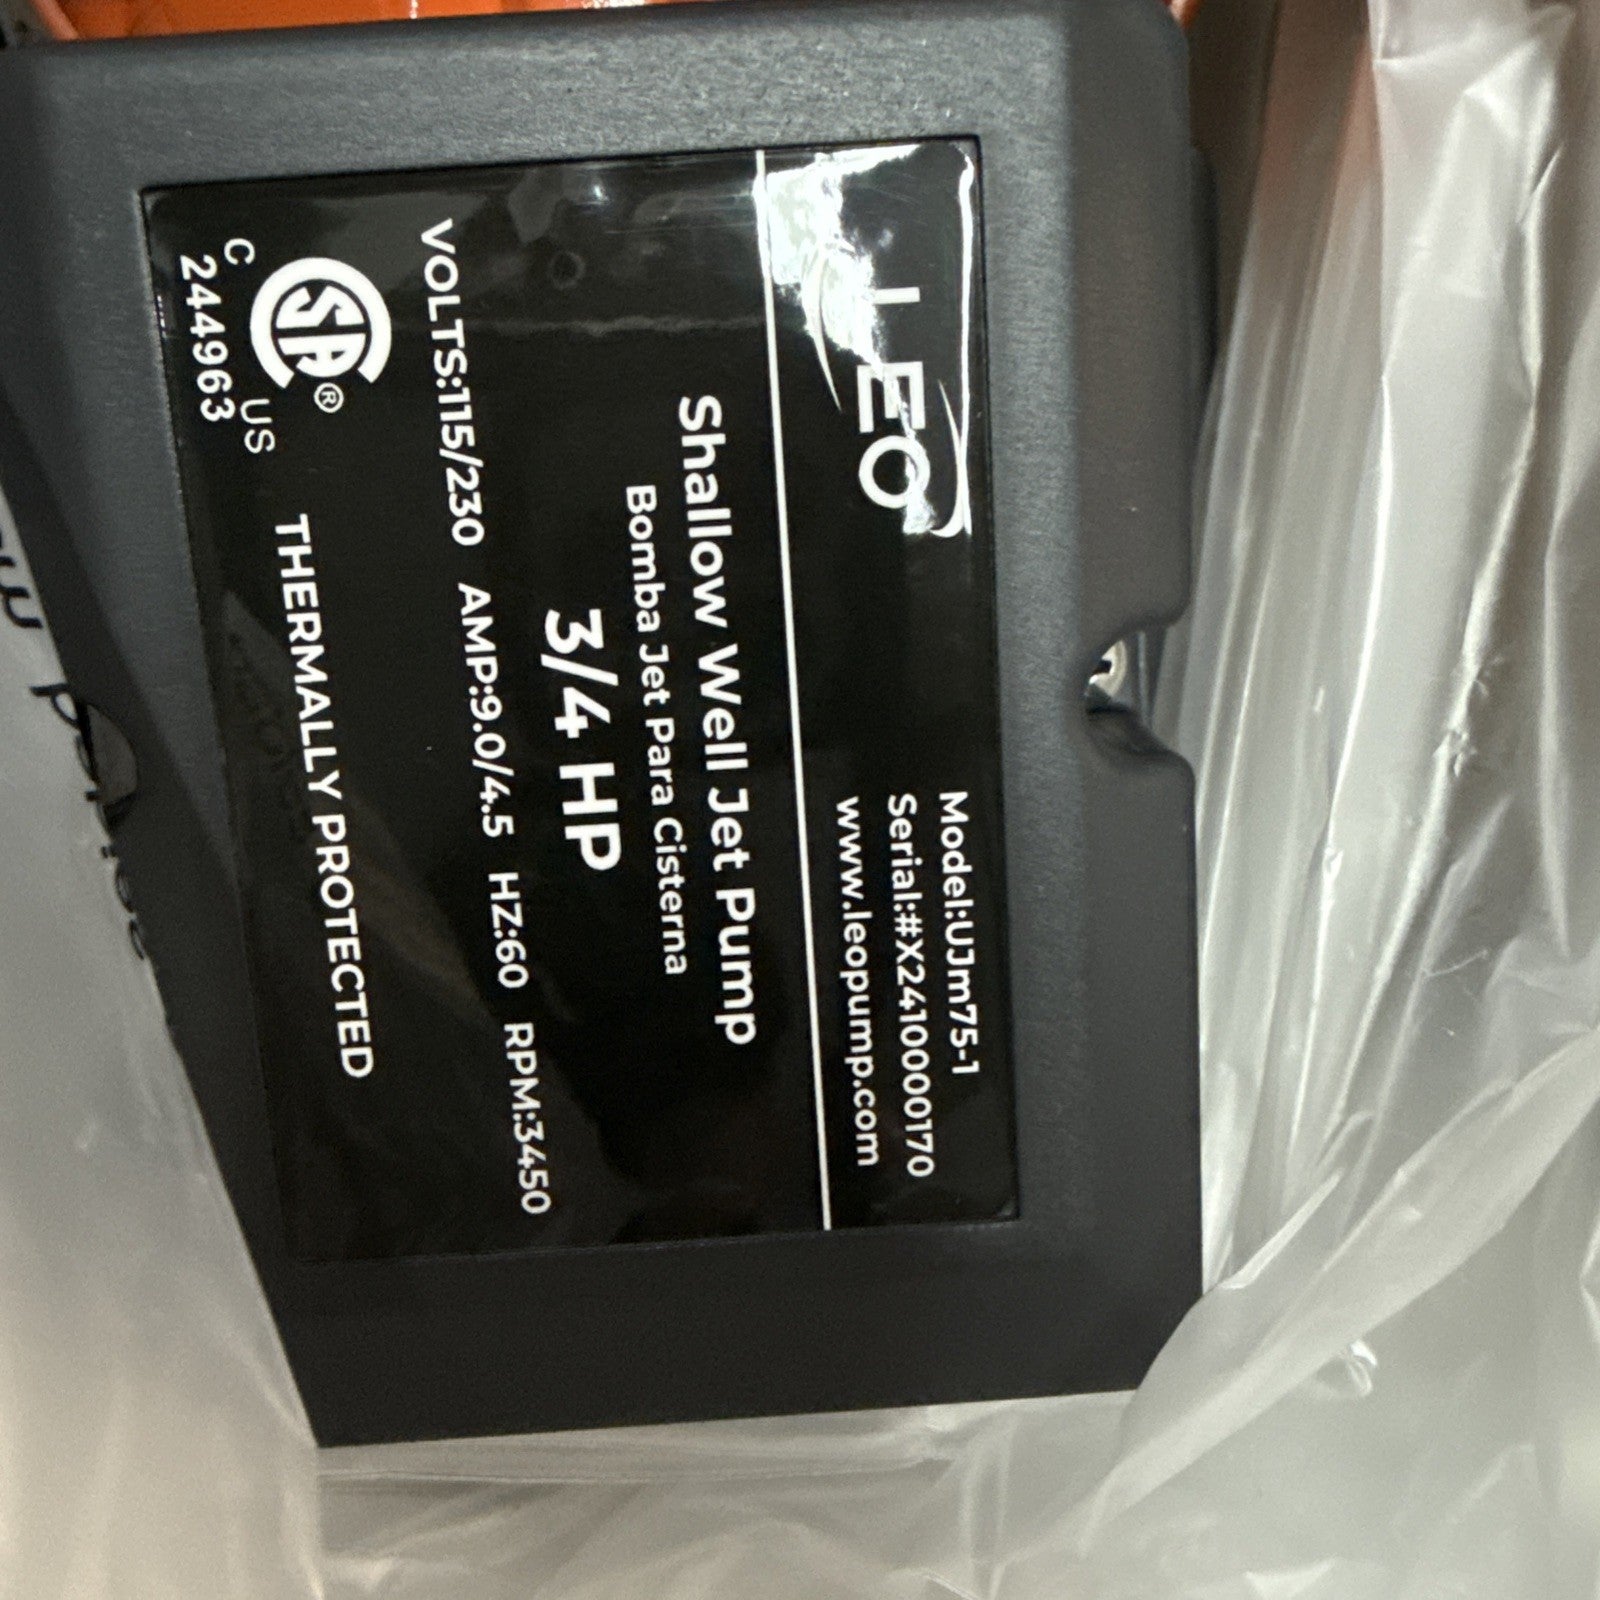 LEO
Model:UJm75-1
Serial:#X2410000170
www.leopump.com
Shallow Well Jet Pump
Bomba Jet Para Cisterna
3/4 HP
VOLTS:115/230 AMP:9.0/4.5 HZ:60 RPM:3450
SA®
C US
244963
THERMALLY PROTECTED